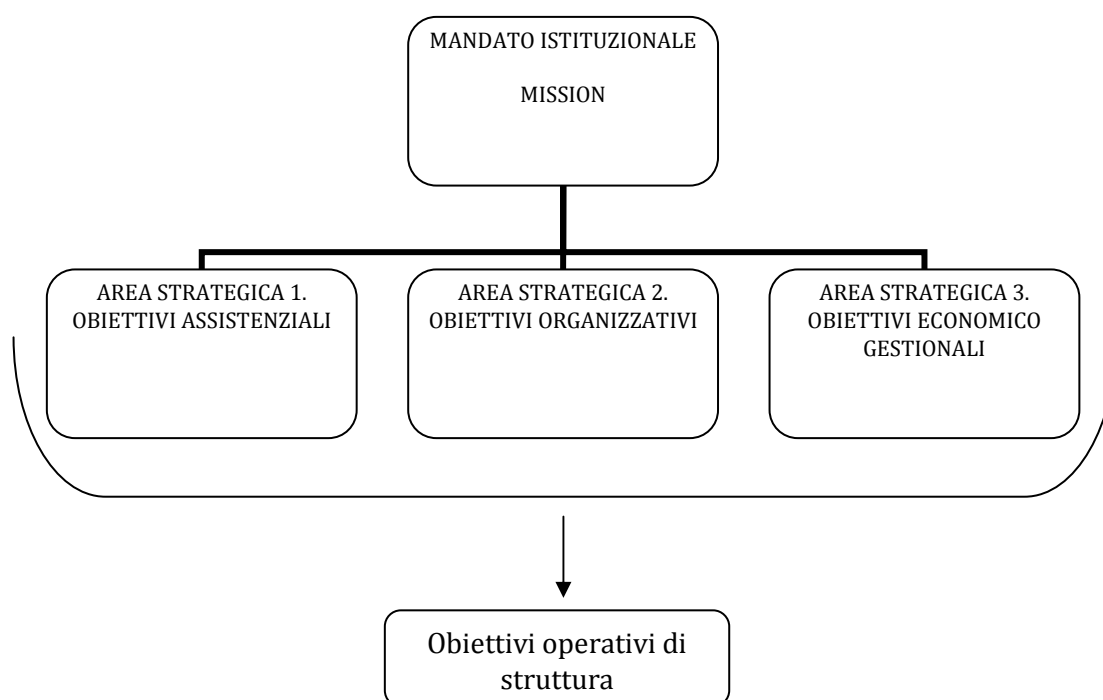 MANDATO ISTITUZIONALE
MISSION
AREA STRATEGICA 1.
OBIETTIVI ASSISTENZIALI
AREA STRATEGICA 2.
OBIETTIVI ORGANIZZATIVI
AREA STRATEGICA 3.
OBIETTIVI ECONOMICO
GESTIONALI
Obiettivi operativi di
struttura